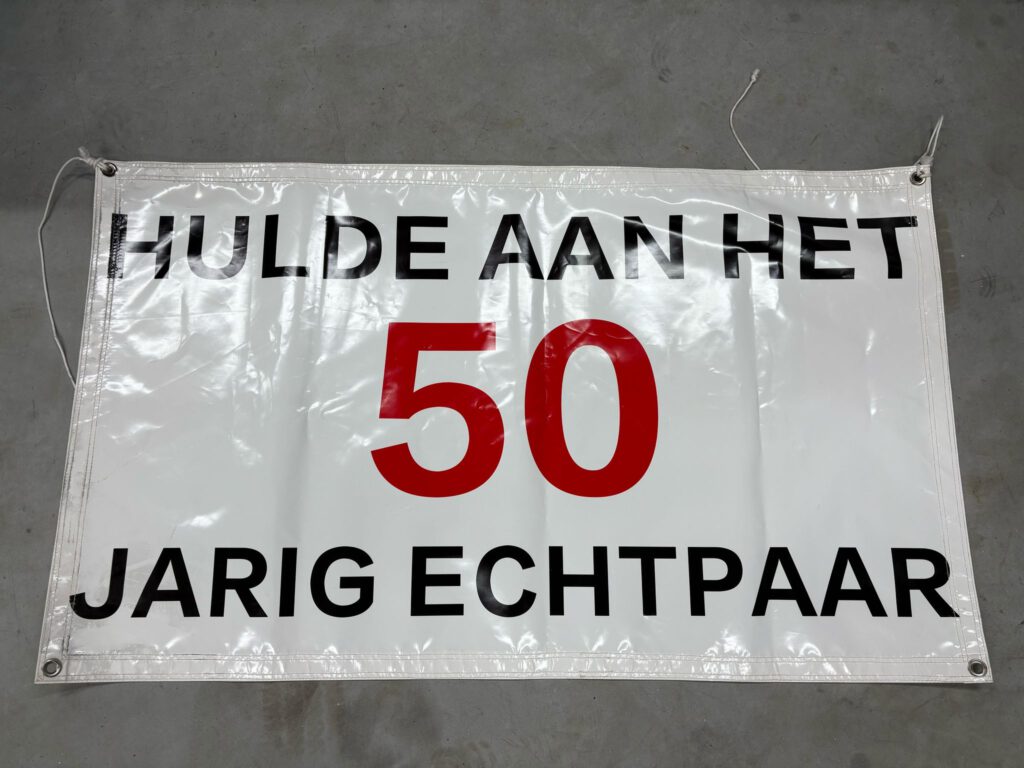 HULDE AAN HET
50
JARIG ECHTPAAR